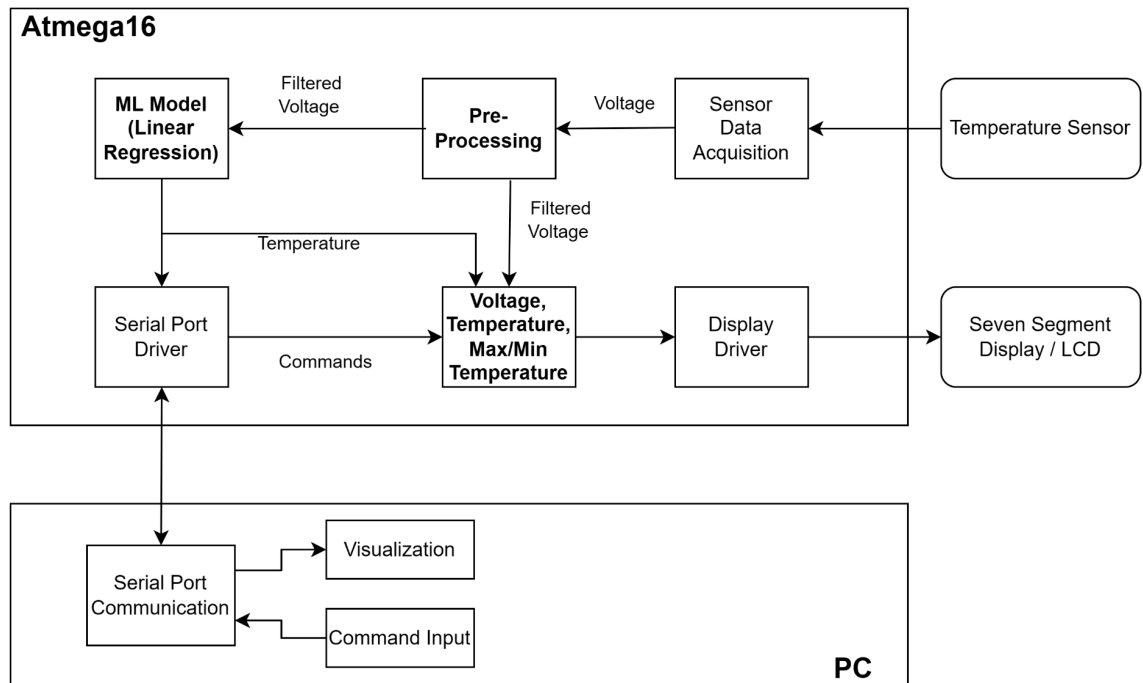 Atmega16
ML Model
(Linear
Regression)
Filtered
Voltage
Pre-
Processing
Voltage
Sensor
Data
Acquisition
Temperature Sensor
Filtered
Voltage
Temperature
Serial Port
Driver
Commands
Voltage,
Temperature,
Max/Min
Temperature
Display
Driver
Seven Segment
Display / LCD
Serial Port
Communication
Visualization
Command Input
PC